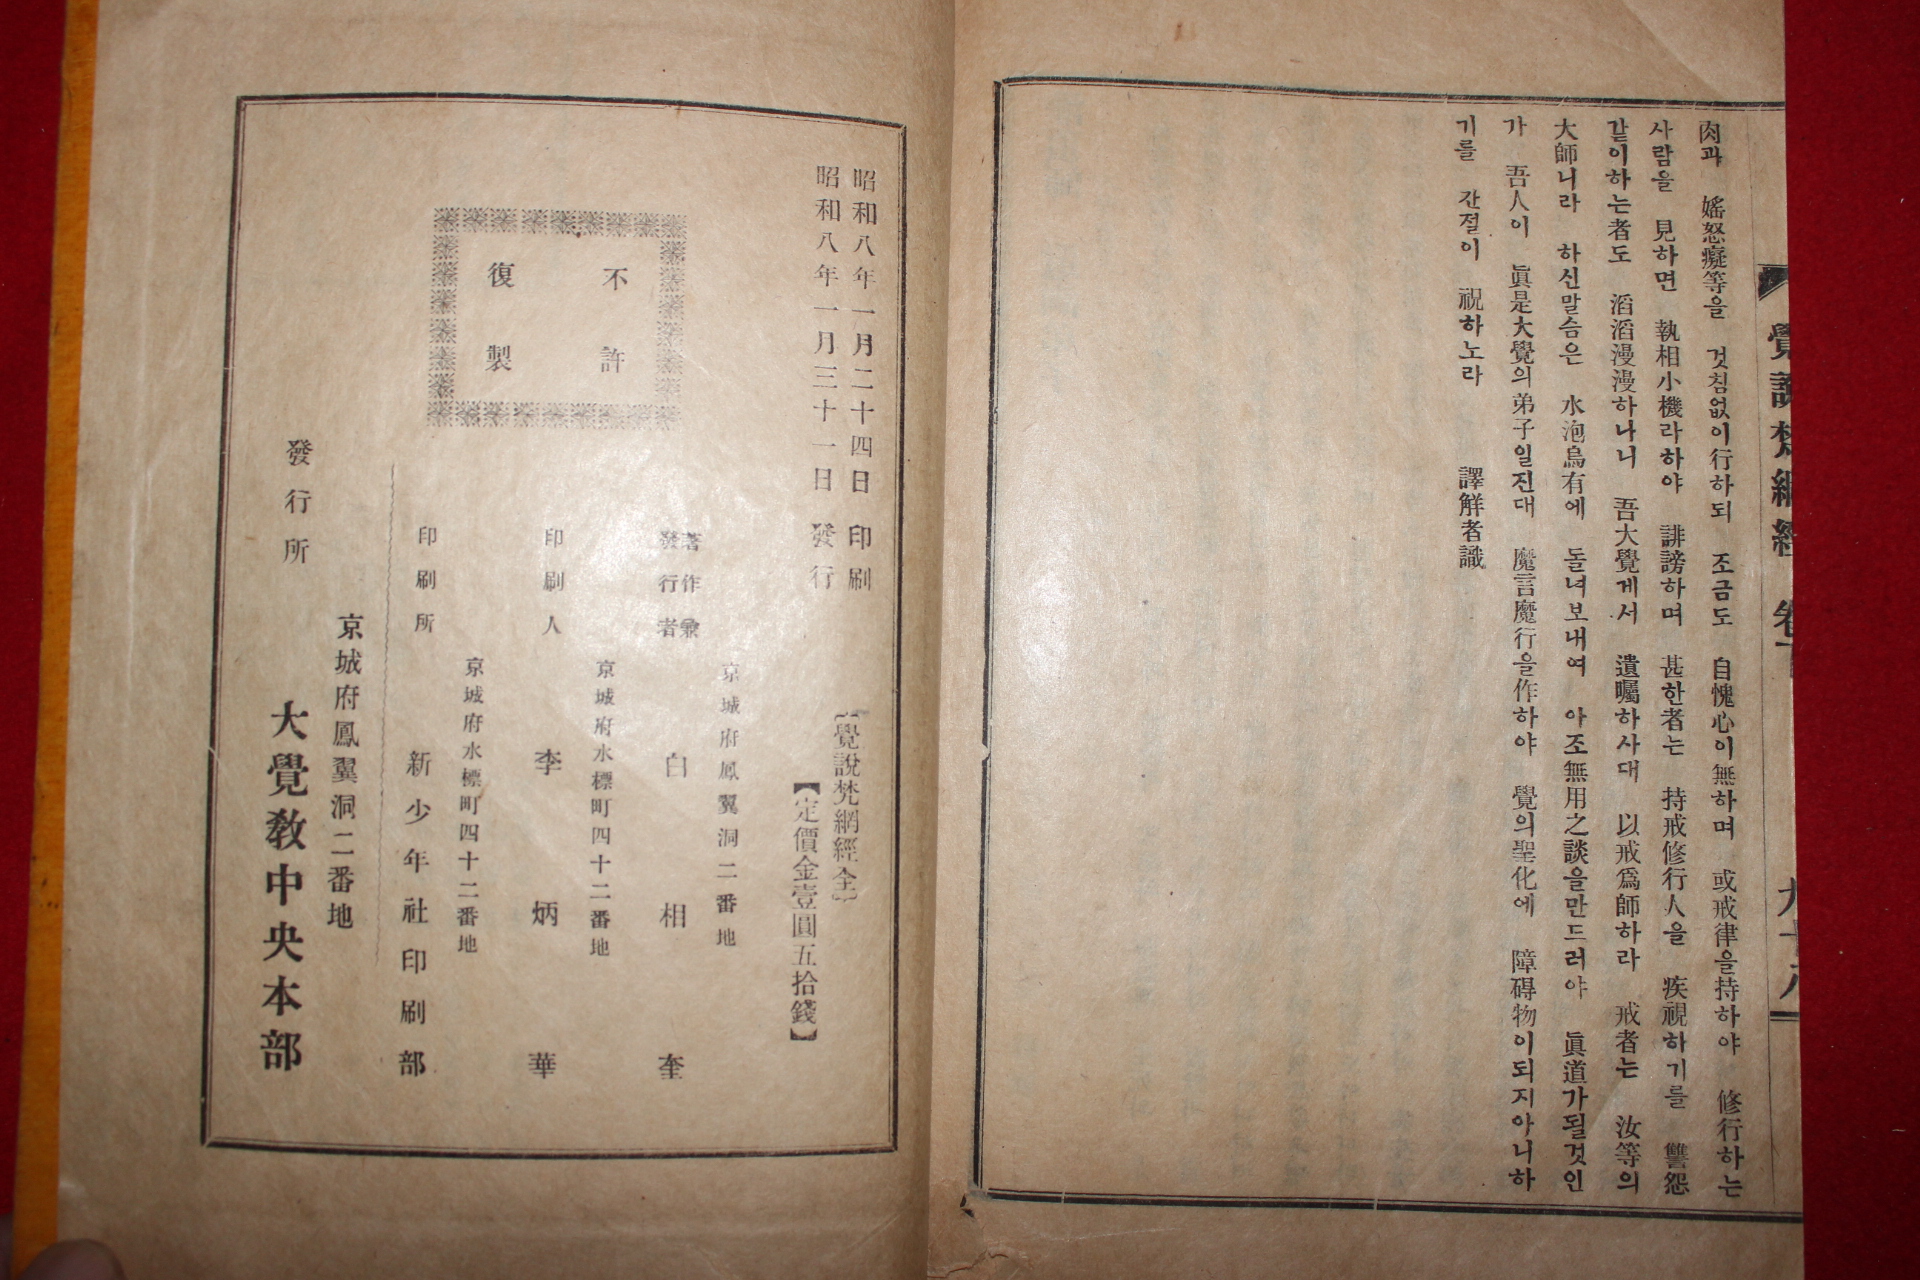 覺說梵網經 卷下 九十八
肉과 婬怒癡等을 것침없이行하되 조금도 自愧心이無하며 或戒律을持하야 修行하는
사람을 見하면 執相小機라하야 誹謗하며 甚한者는 持戒修行人을 疾視하기를 讐怨
같이하는者도 滔滔漫漫하나니 吾大覺게서 遺囑하사대 以戒爲師하라 戒者는 汝等의
大師니라 하신말슴은 水泡烏有에 돌녀보내여 아조無用之談을만드러야 眞道가될것인
가 吾人이 眞是大覺의弟子일진대 魔言魔行을作하야 覺의聖化에 障碍物이되지아니하
기를 간절이 祝하노라 譯解者識
昭和八年一月二十四日 印刷
昭和八年一月三十一日 發行
【覺說梵網經全】
【定價金壹圓五拾錢】
不許
復製
京城府鳳翼洞二番地
著作兼
發行者 白相奎
京城府水標町四十二番地
印刷人 李炳華
京城府水標町四十二番地
印刷所 新少年社印刷部
京城府鳳翼洞二番地
發行所 大覺敎中央本部